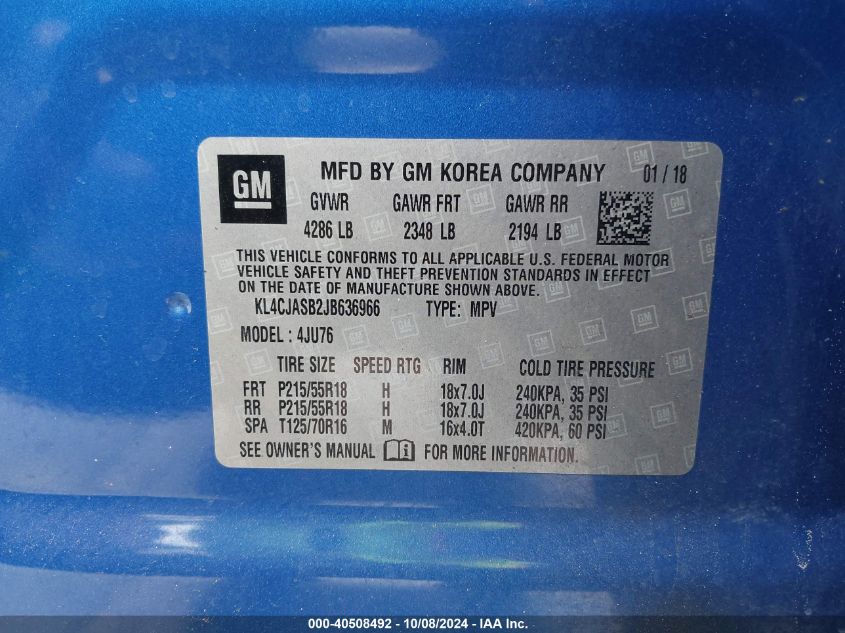 GM MFD BY GM KOREA COMPANY 01 / 18
GVWR GAWR FRT GAWR RR
4286 LB 2348 LB 2194 LB
THIS VEHICLE CONFORMS TO ALL APPLICABLE U.S. FEDERAL MOTOR
VEHICLE SAFETY AND THEFT PREVENTION STANDARDS IN EFFECT
ON THE DATE OF MANUFACTURE SHOWN ABOVE.
KL4CJASB2JB636966 TYPE: MPV
MODEL : 4JU76
TIRE SIZE SPEED RTG RIM COLD TIRE PRESSURE
FRT P215/55R18 H 18x7.0J 240KPA, 35 PSI
RR P215/55R18 H 18x7.0J 240KPA, 35 PSI
SPA T125/70R16 M 16x4.0T 420KPA, 60 PSI
SEE OWNER'S MANUAL FOR MORE INFORMATION.
000-40508492 - 10/08/2024 - IAA Inc.